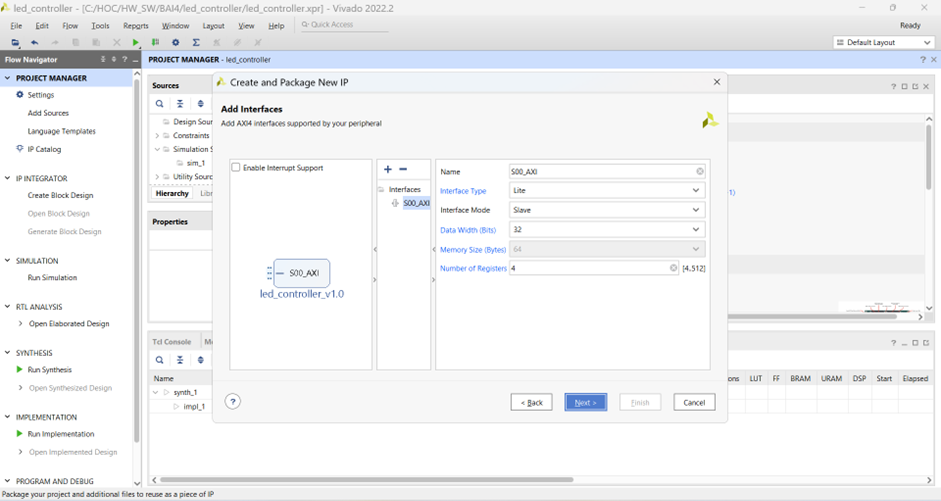 led_controller - [C:/HOC/HW_SW/BAI4/led_controller/led_controller.xpr] - Vivado 2022.2
File Edit Flow Tools Reports Window Layout View Help Quick Access Ready
Default Layout
Flow Navigator
PROJECT MANAGER - led_controller
PROJECT MANAGER
Settings
Add Sources
Language Templates
IP Catalog
IP INTEGRATOR
Create Block Design
Open Block Design
Generate Block Design
SIMULATION
Run Simulation
RTL ANALYSIS
Open Elaborated Design
SYNTHESIS
Run Synthesis
Open Synthesized Design
IMPLEMENTATION
Run Implementation
Open Implemented Design
PROGRAM AND DEBUG
Sources
Design Sour
Constraints
Simulation S
sim_1
Utility Sourc
Hierarchy Libr
Properties
Tcl Console
Name
synth_1
impl_1
LUT FF BRAM URAM DSP Start Elapsed
Create and Package New IP
Add Interfaces
Add AXI4 interfaces supported by your peripheral
Enable Interrupt Support
S00_AXI
led_controller_v1.0
Interfaces
S00_AXI
Name S00_AXI
Interface Type Lite
Interface Mode Slave
Data Width (Bits) 32
Memory Size (Bytes) 64
Number of Registers 4 [4..512]
? < Back Next > Finish Cancel
Package your project and additional files to reuse as a piece of IP